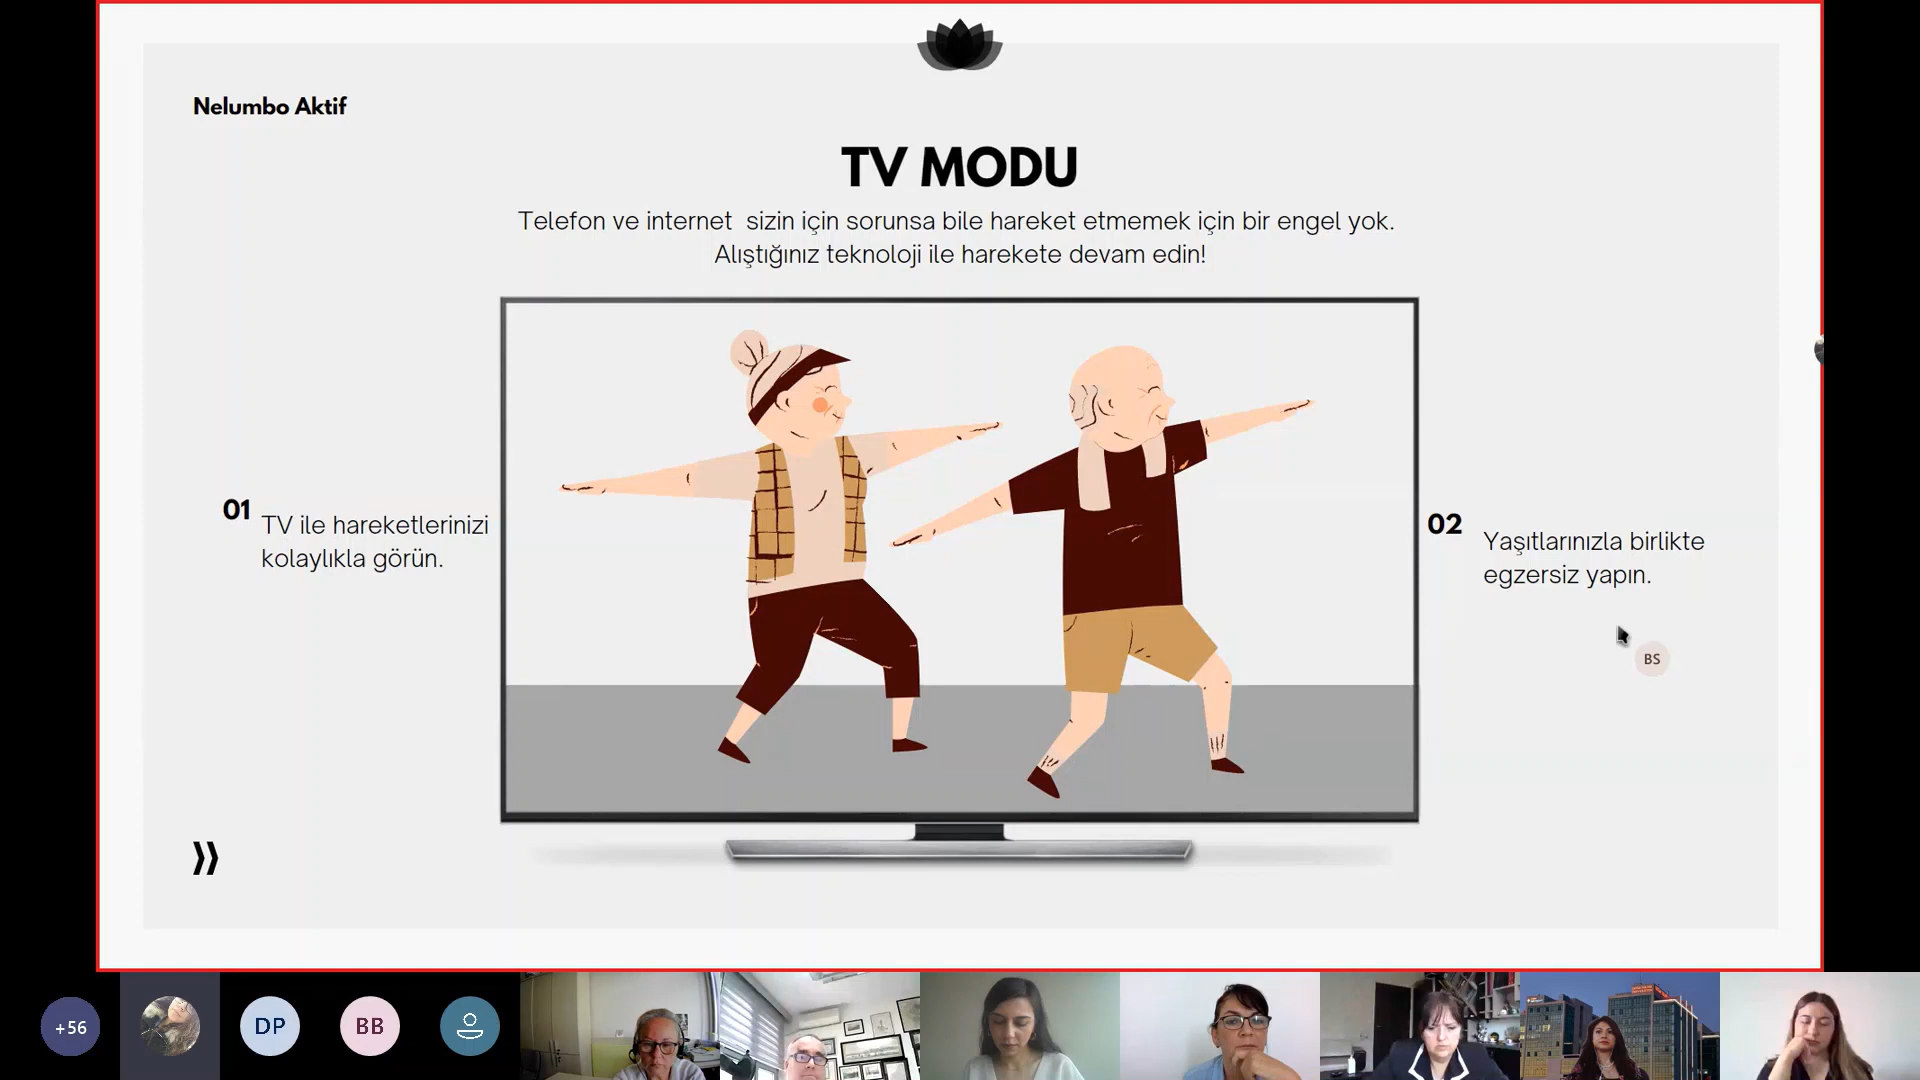 Nelumbo Aktif
TV MODU
Telefon ve internet sizin için sorunsa bile hareket etmemek için bir engel yok.
Alıştığınız teknoloji ile harekete devam edin!
01
TV ile hareketlerinizi
kolaylıkla görün.
02
Yaşıtlarınızla birlikte
egzersiz yapın.
BS
+56
DP
BB